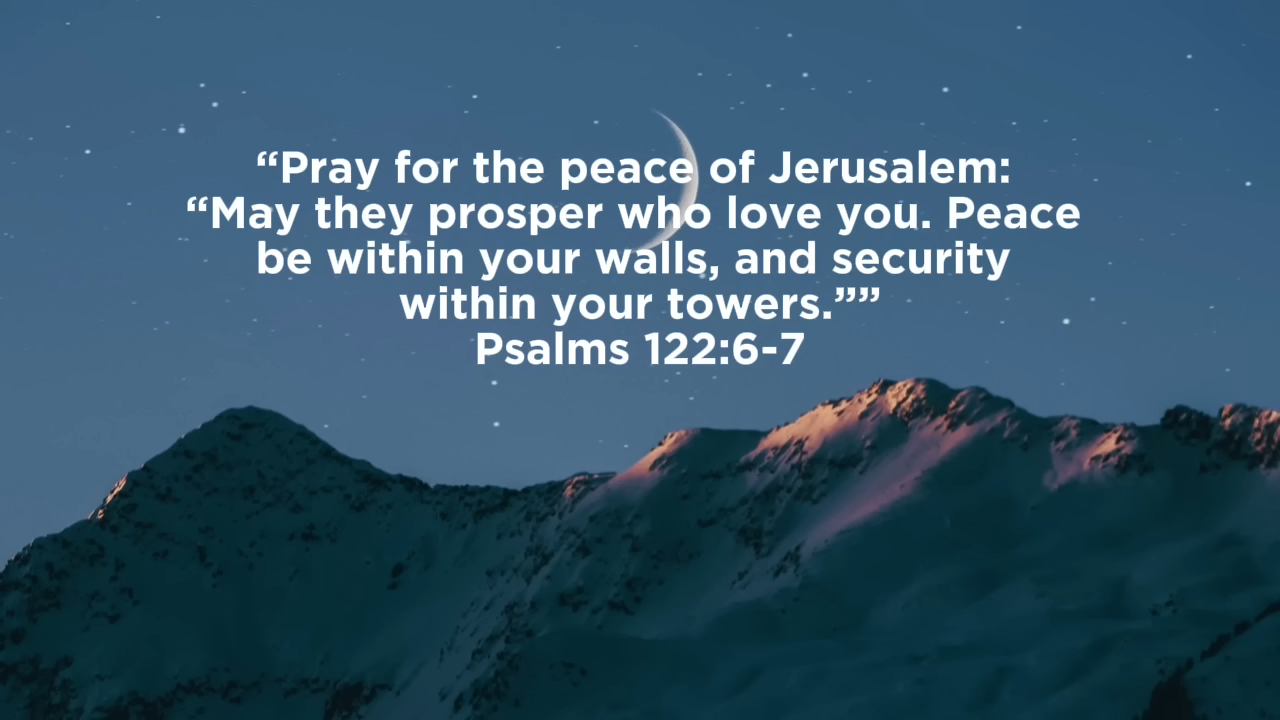 “Pray for the peace of Jerusalem:
“May they prosper who love you. Peace
be within your walls, and security
within your towers.””
Psalms 122:6-7